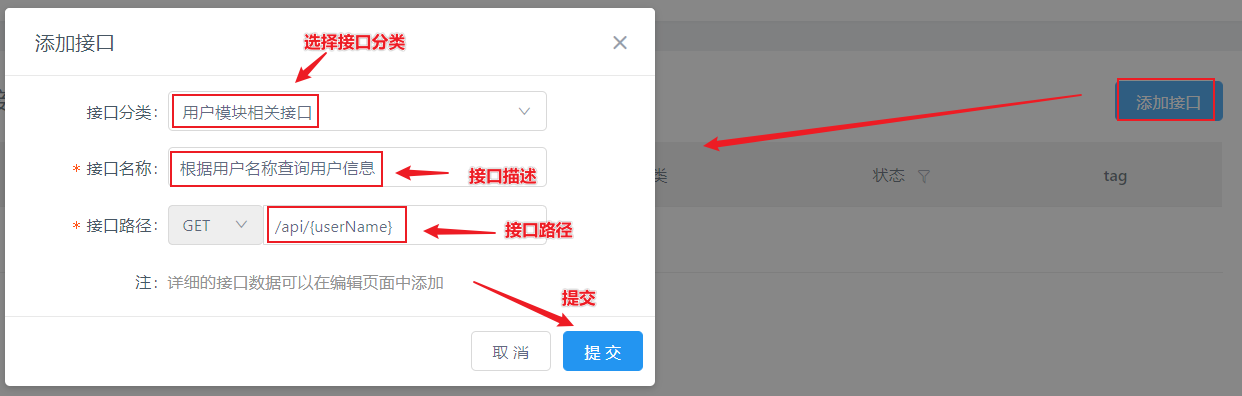 添加接口
选择接口分类
添加接口
接口分类：
用户模块相关接口
* 接口名称：
根据用户名称查询用户信息
接口描述
类
状态
tag
* 接口路径：
GET
/api/{userName}
接口路径
注：
详细的接口数据可以在编辑页面中添加
提交
取 消
提 交